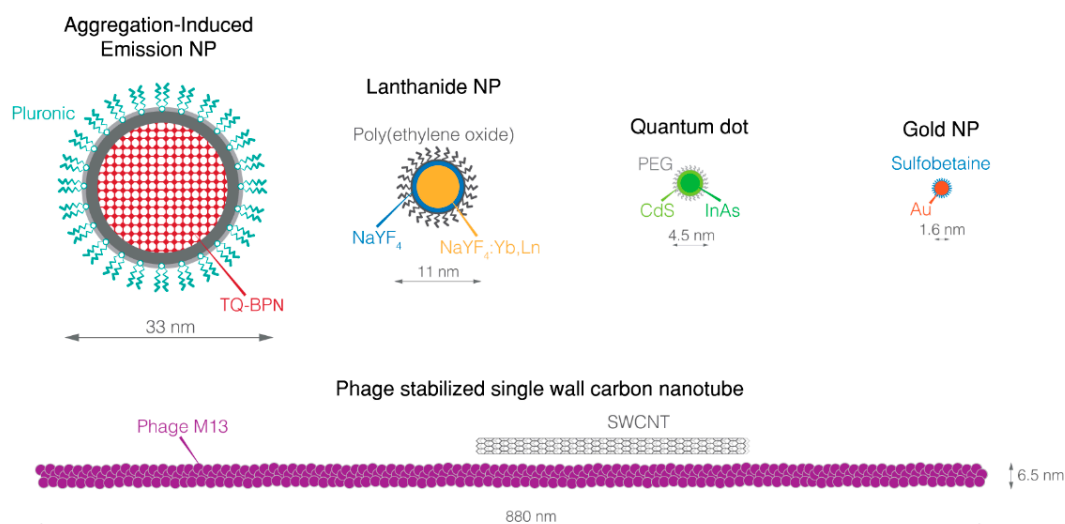 Aggregation-Induced
Emission NP
Pluronic
TQ-BPN
33 nm
Lanthanide NP
Poly(ethylene oxide)
NaYF4
NaYF4:Yb,Ln
11 nm
Quantum dot
PEG
CdS
InAs
4.5 nm
Gold NP
Sulfobetaine
Au
1.6 nm
Phage stabilized single wall carbon nanotube
Phage M13
SWCNT
6.5 nm
880 nm